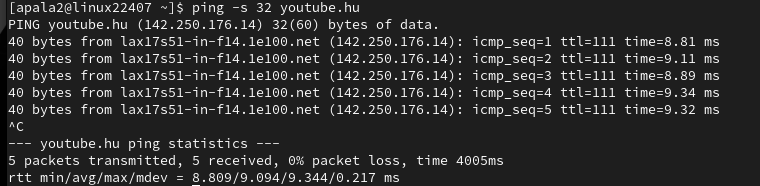 [apala2@linux22407 ~]$ ping -s 32 youtube.hu
PING youtube.hu (142.250.176.14) 32(60) bytes of data.
40 bytes from lax17s51-in-f14.1e100.net (142.250.176.14): icmp_seq=1 ttl=111 time=8.81 ms
40 bytes from lax17s51-in-f14.1e100.net (142.250.176.14): icmp_seq=2 ttl=111 time=9.11 ms
40 bytes from lax17s51-in-f14.1e100.net (142.250.176.14): icmp_seq=3 ttl=111 time=8.89 ms
40 bytes from lax17s51-in-f14.1e100.net (142.250.176.14): icmp_seq=4 ttl=111 time=9.34 ms
40 bytes from lax17s51-in-f14.1e100.net (142.250.176.14): icmp_seq=5 ttl=111 time=9.32 ms
^C
--- youtube.hu ping statistics ---
5 packets transmitted, 5 received, 0% packet loss, time 4005ms
rtt min/avg/max/mdev = 8.809/9.094/9.344/0.217 ms